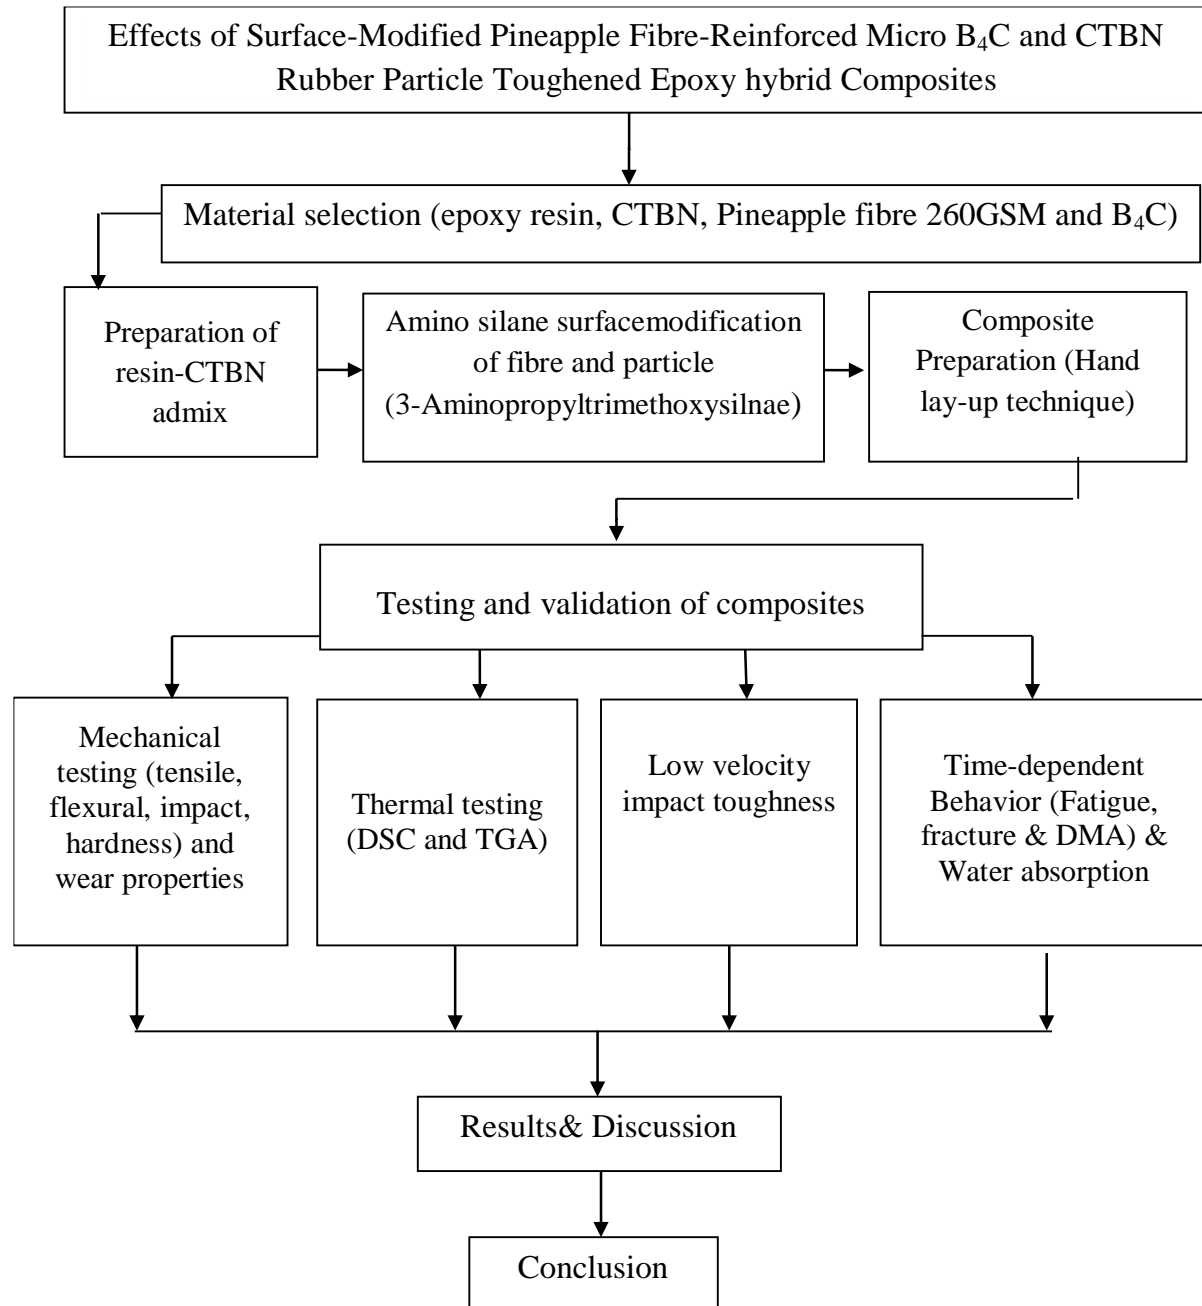 Effects of Surface-Modified Pineapple Fibre-Reinforced Micro B₄C and CTBN
Rubber Particle Toughened Epoxy hybrid Composites
Material selection (epoxy resin, CTBN, Pineapple fibre 260GSM and B₄C)
Preparation of
resin-CTBN
admix
Amino silane surfacemodification
of fibre and particle
(3-Aminopropyltrimethoxysilnae)
Composite
Preparation (Hand
lay-up technique)
Testing and validation of composites
Mechanical
testing (tensile,
flexural, impact,
hardness) and
wear properties
Thermal testing
(DSC and TGA)
Low velocity
impact toughness
Time-dependent
Behavior (Fatigue,
fracture & DMA) &
Water absorption
Results& Discussion
Conclusion